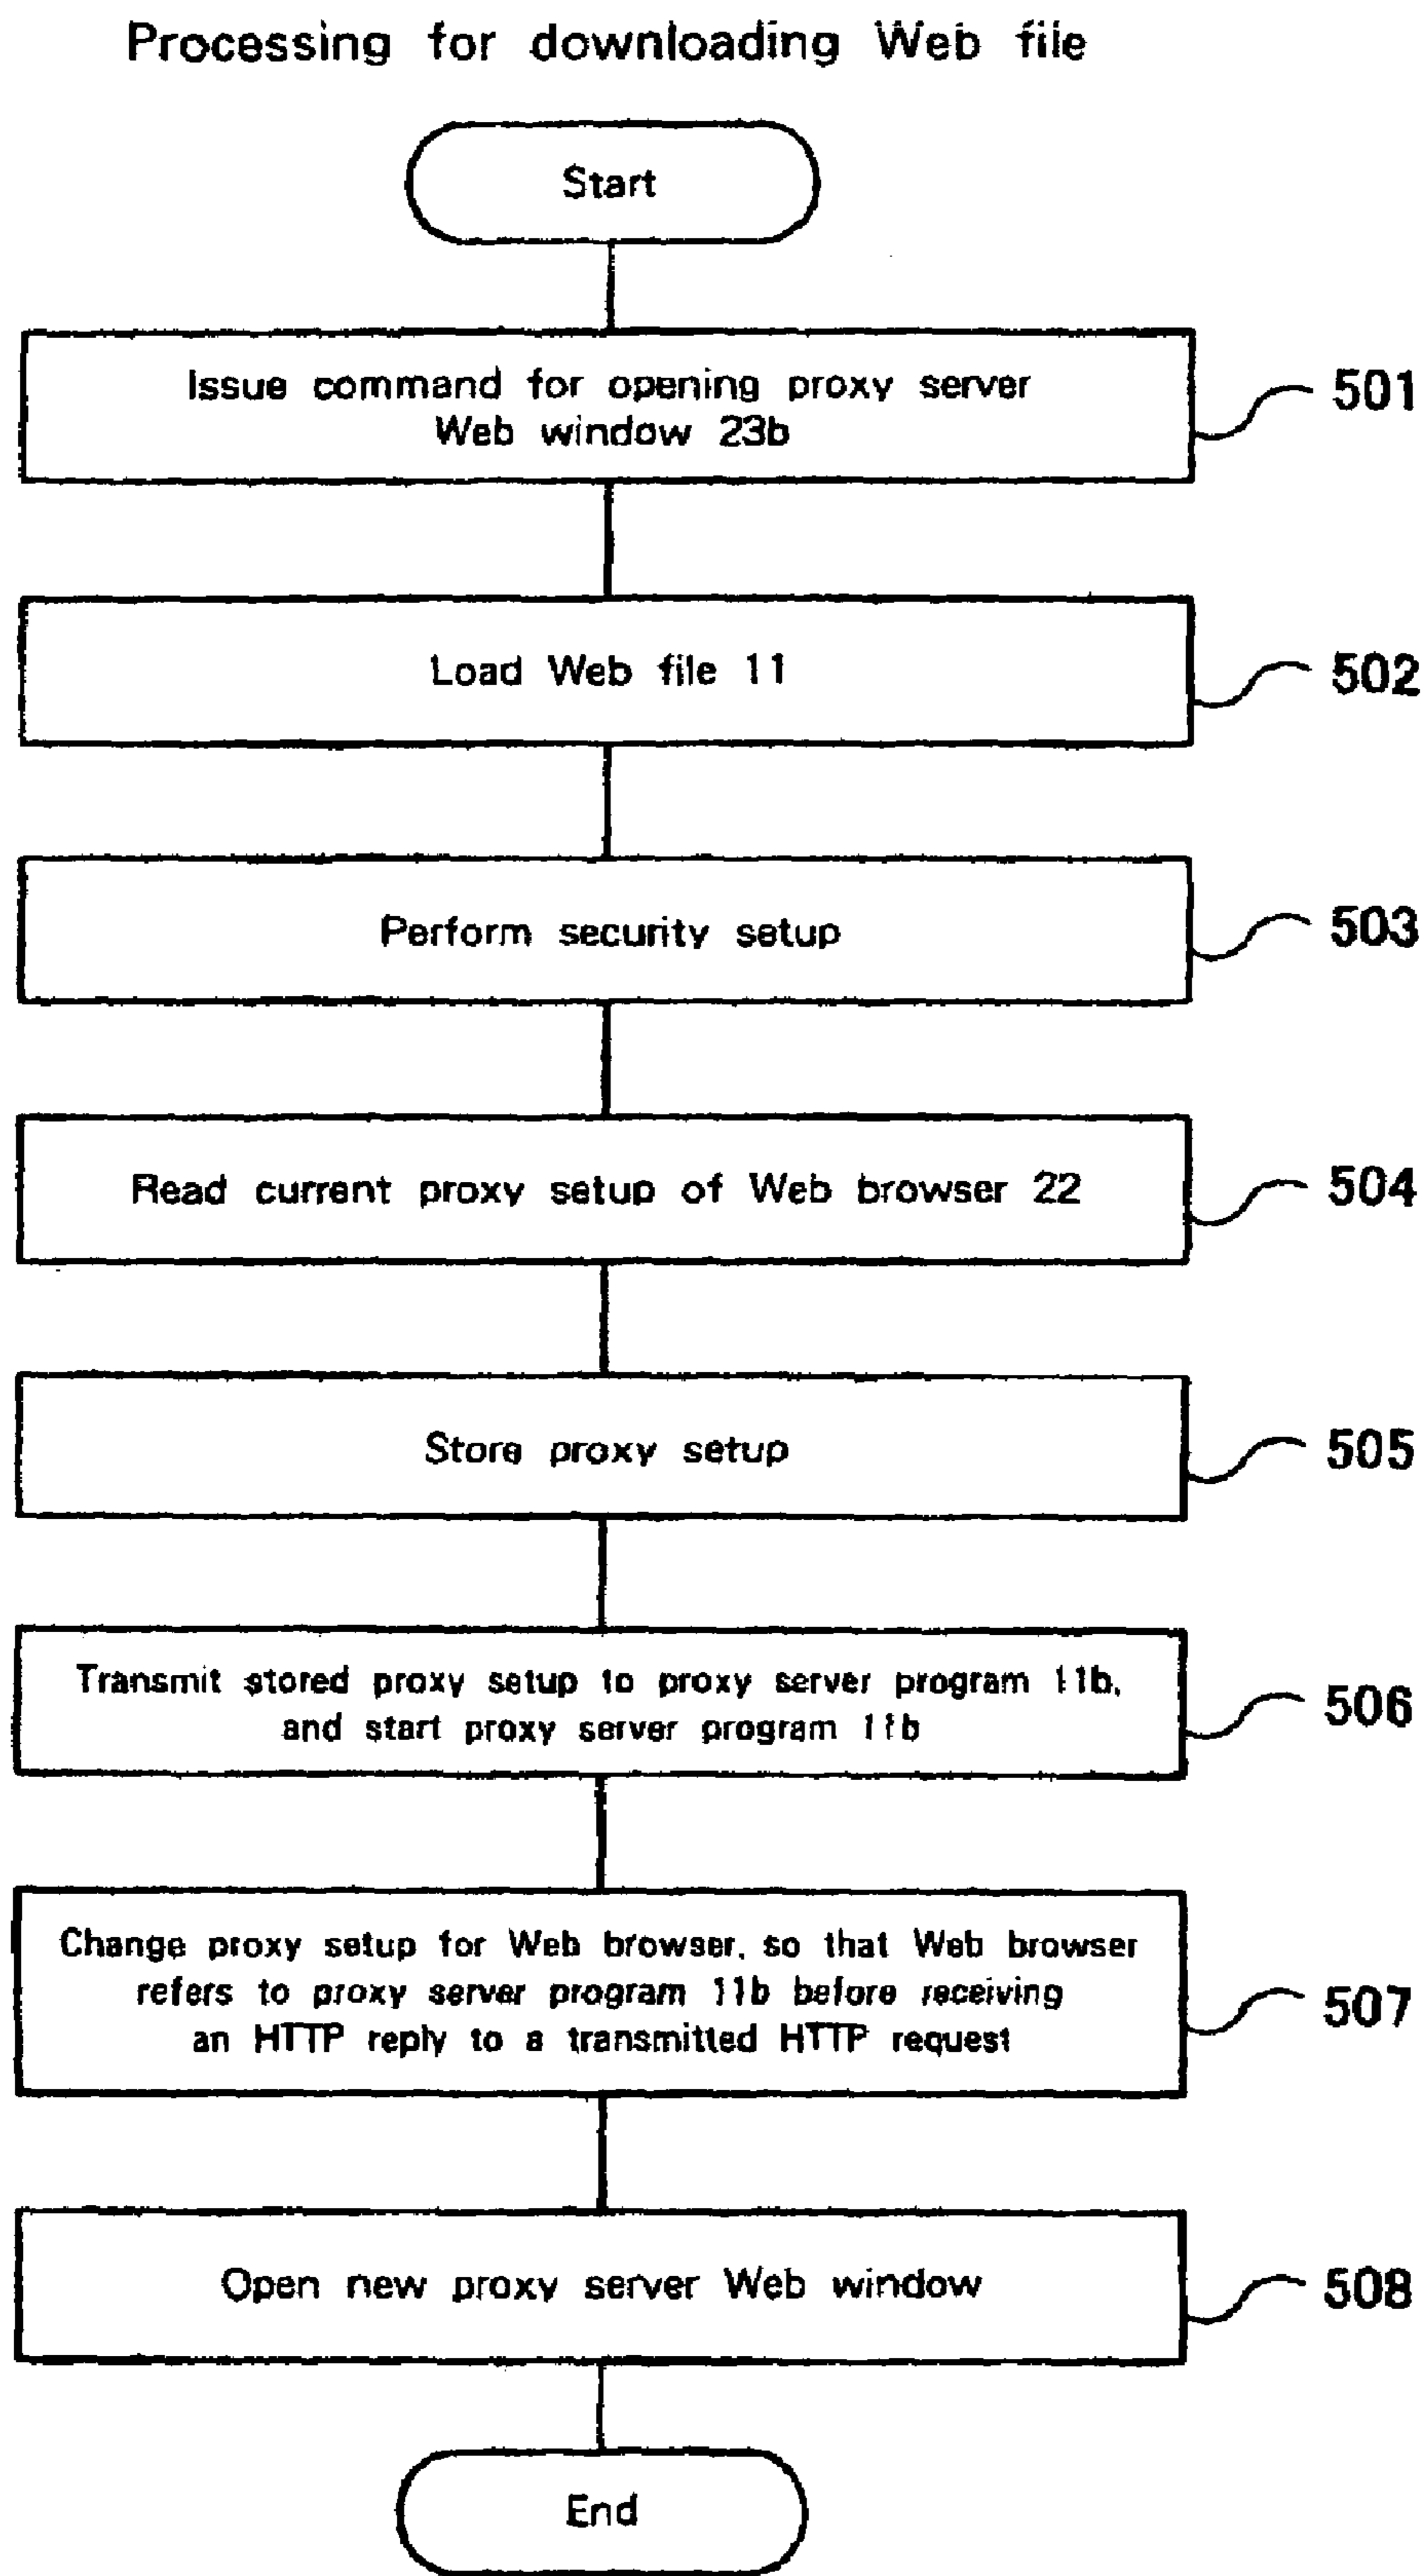 Processing for downloading Web file
Start
Issue command for opening proxy server
Web window 23b
501
Load Web file 11
502
Perform security setup
503
Read current proxy setup of Web browser 22
504
Store proxy setup
505
Transmit stored proxy setup to proxy server program 11b,
and start proxy server program 11b
506
Change proxy setup for Web browser, so that Web browser
refers to proxy server program 11b before receiving
an HTTP reply to a transmitted HTTP request
507
Open new proxy server Web window
508
End